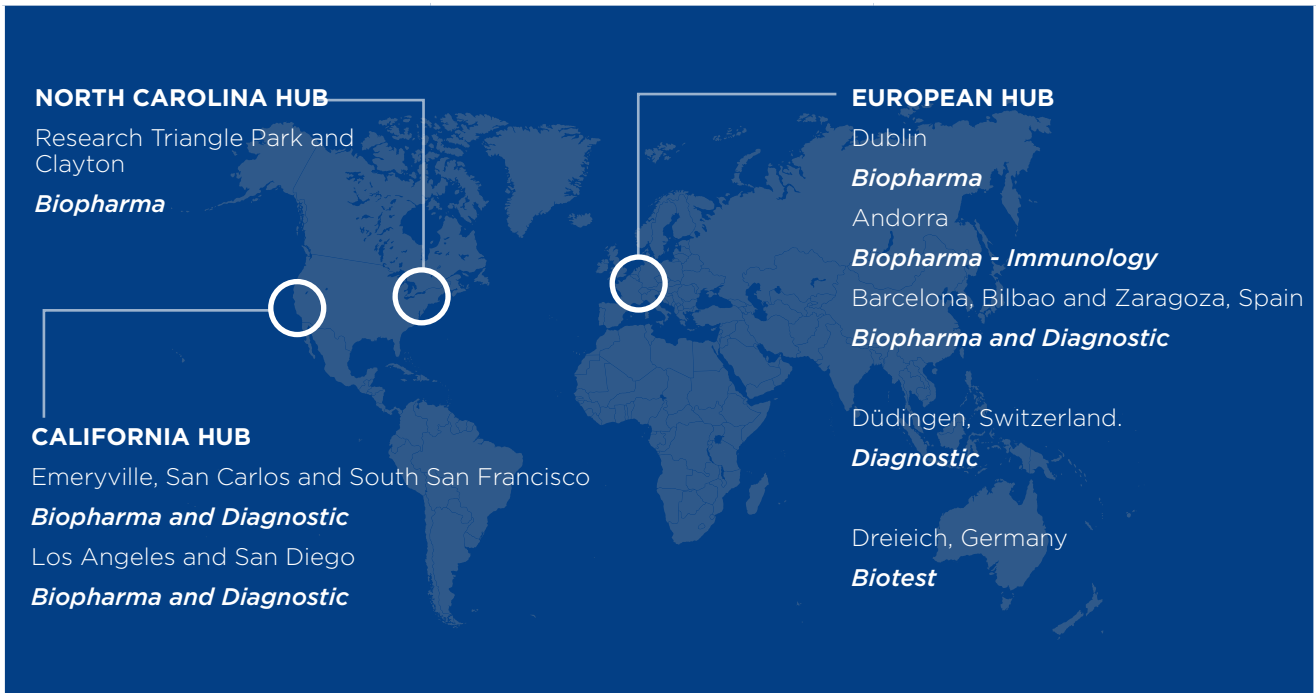 NORTH CAROLINA HUB
Research Triangle Park and
Clayton
Biopharma
CALIFORNIA HUB
Emeryville, San Carlos and South San Francisco
Biopharma and Diagnostic
Los Angeles and San Diego
Biopharma and Diagnostic
EUROPEAN HUB
Dublin
Biopharma
Andorra
Biopharma - Immunology
Barcelona, Bilbao and Zaragoza, Spain
Biopharma and Diagnostic
Düdingen, Switzerland.
Diagnostic
Dreieich, Germany
Biotest